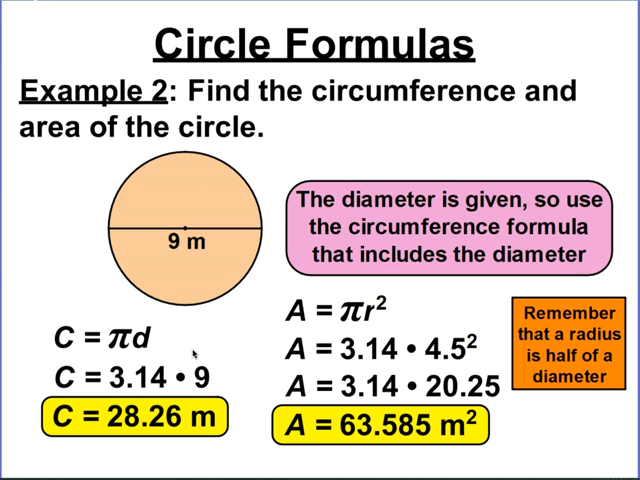 Circle Formulas
Example 2: Find the circumference and
area of the circle.
9 m
The diameter is given, so use
the circumference formula
that includes the diameter
C = πd
C = 3.14 • 9
C = 28.26 m
A = πr²
A = 3.14 • 4.5²
A = 3.14 • 20.25
A = 63.585 m²
Remember
that a radius
is half of a
diameter